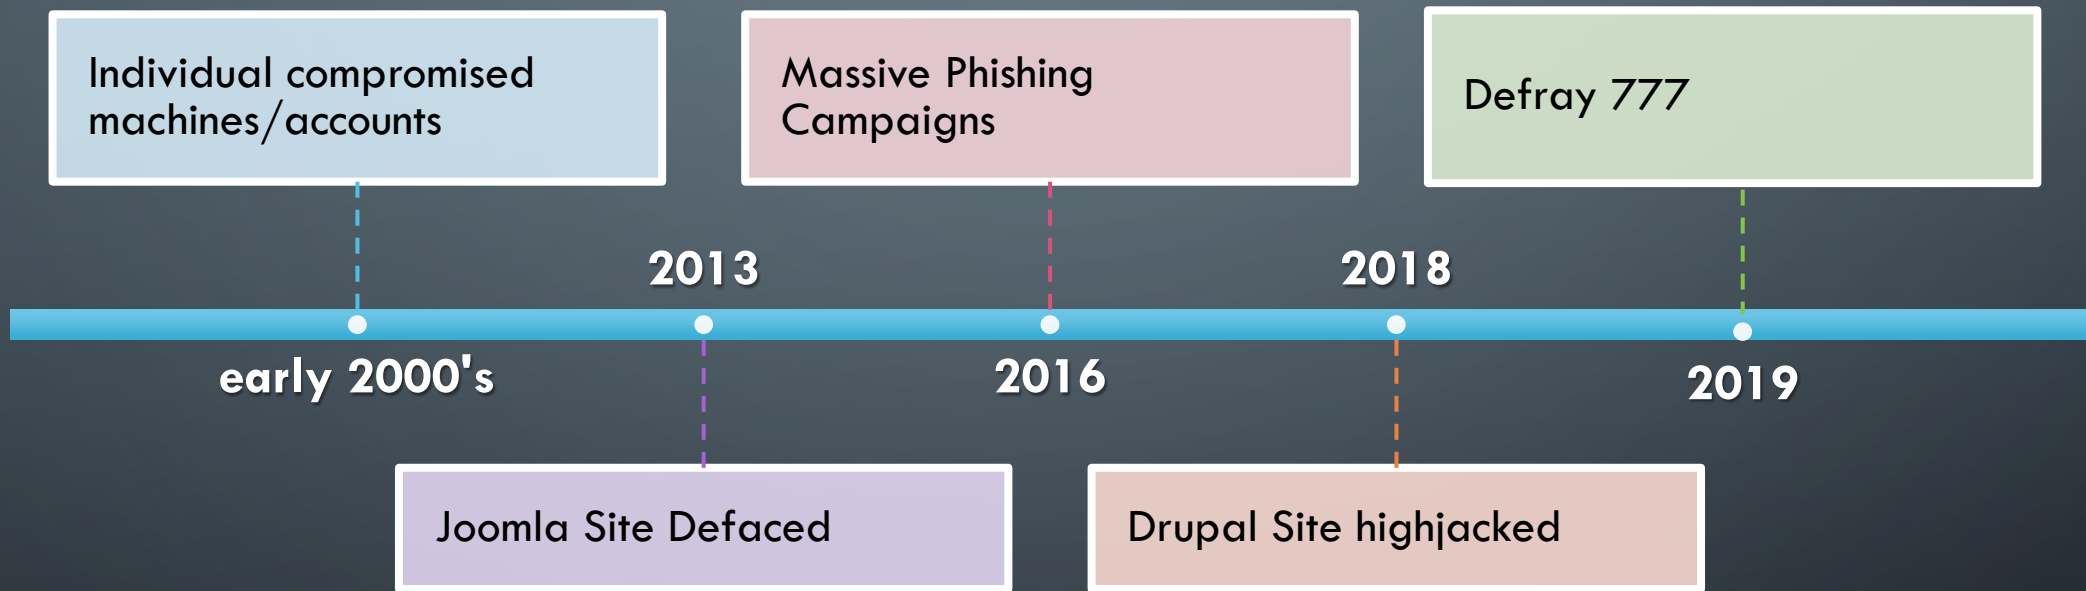 Individual compromised
machines/accounts
Massive Phishing
Campaigns
Defray 777
2013
2018
early 2000's
2016
2019
Joomla Site Defaced
Drupal Site highjacked